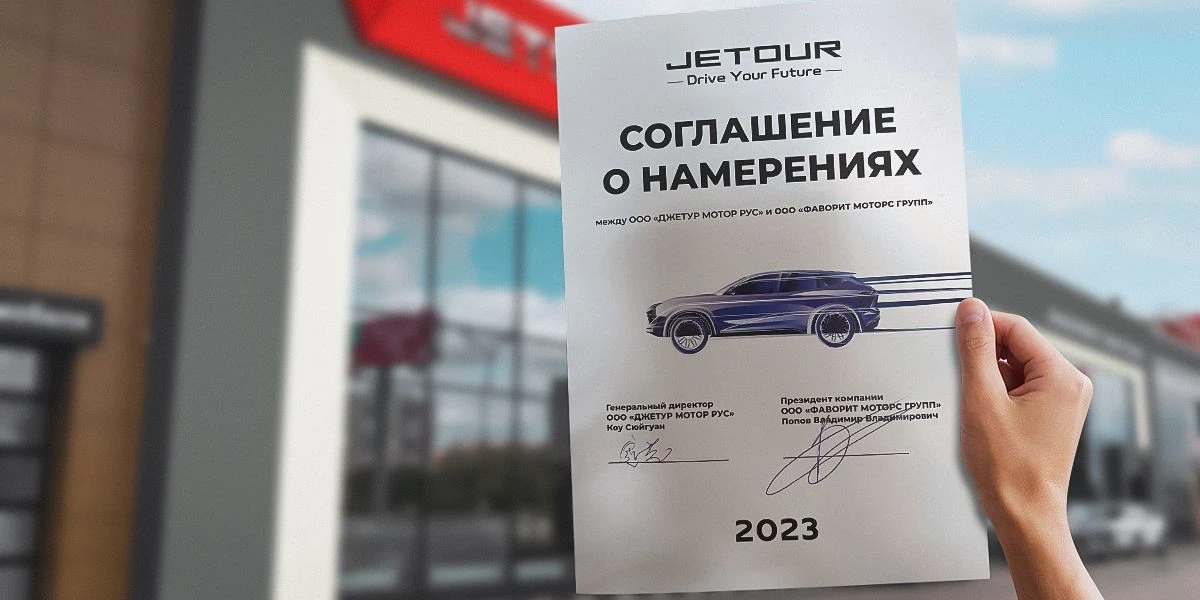 JETOUR
Drive Your Future
СОГЛАШЕНИЕ
О НАМЕРЕНИЯХ
между ООО «ДЖЕТУР МОТОР РУС» и ООО «ФАВОРИТ МОТОРС ГРУПП»
Генеральный директор
ООО «ДЖЕТУР МОТОР РУС»
Коу Сюйгуан
Президент компании
ООО «ФАВОРИТ МОТОРС ГРУПП»
Попов Владимир Владимирович
2023